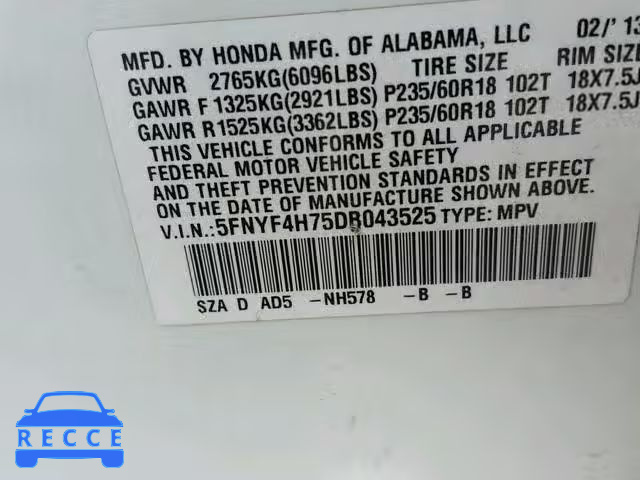 MFD. BY HONDA MFG. OF ALABAMA, LLC 02/'13
GVWR 2765KG(6096LBS) TIRE SIZE RIM SIZE
GAWR F 1325KG(2921LBS) P235/60R18 102T 18X7.5J
GAWR R 1525KG(3362LBS) P235/60R18 102T 18X7.5J
THIS VEHICLE CONFORMS TO ALL APPLICABLE
FEDERAL MOTOR VEHICLE SAFETY
AND THEFT PREVENTION STANDARDS IN EFFECT
ON THE DATE OF MANUFACTURE SHOWN ABOVE.
V.I.N.:5FNYF4H75DB043525 TYPE: MPV
SZA D AD5 -NH578 -B -B
RECCE